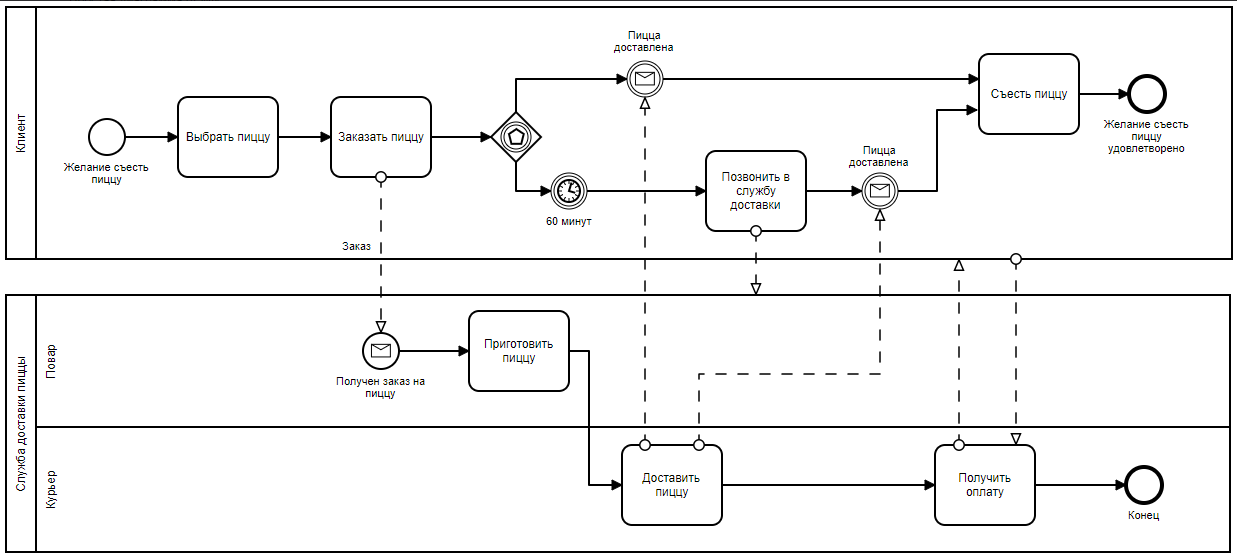 Клиент
Желание съесть
пиццу
Выбрать пиццу
Заказать пиццу
Пицца
доставлена
60 минут
Позвонить в
службу
доставки
Пицца
доставлена
Съесть пиццу
Желание съесть
пиццу
удовлетворено
Заказ
Служба доставки пиццы
Повар
Получен заказ на
пиццу
Приготовить
пиццу
Курьер
Доставить
пиццу
Получить
оплату
Конец